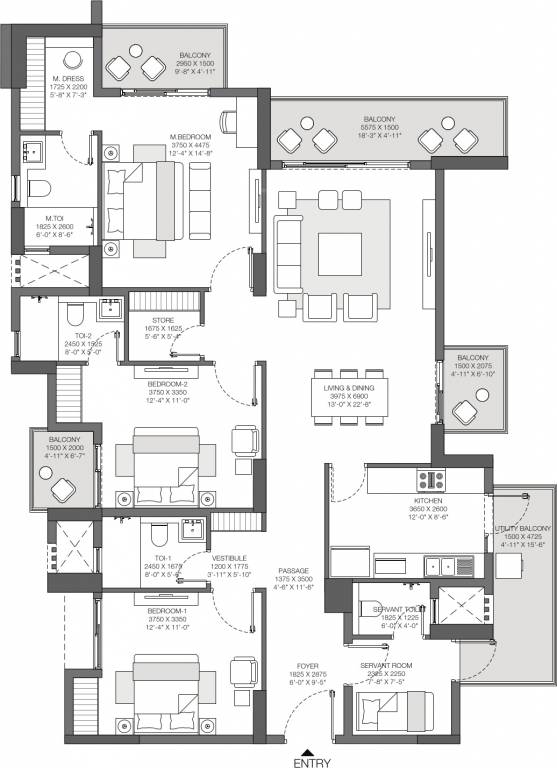 BALCONY
2950 X 1500
9'-8" X 4'-11"
M. DRESS
1725 X 2200
5'-8" X 7'-3"
BALCONY
5575 X 1500
18'-3" X 4'-11"
M.BEDROOM
3750 X 4475
12'-4" X 14'-8"
M.TOI
1825 X 2600
6'-0" X 8'-6"
STORE
1675 X 1625
5'-6" X 5'-4"
TOI-2
2450 X 1525
8'-0" X 5'-0"
BALCONY
1500 X 2075
4'-11" X 6'-10"
BEDROOM-2
3750 X 3350
12'-4" X 11'-0"
LIVING & DINING
3975 X 6900
13'-0" X 22'-8"
BALCONY
1500 X 2000
4'-11" X 6'-7"
KITCHEN
3650 X 2600
12'-0" X 8'-6"
UTILITY BALCONY
1500 X 4725
4'-11" X 15'-6"
TOI-1
2450 X 1675
8'-0" X 5'-6"
VESTIBULE
1200 X 1775
3'-11" X 5'-10"
PASSAGE
1375 X 3500
4'-6" X 11'-6"
BEDROOM-1
3750 X 3350
12'-4" X 11'-0"
SERVANT TOILET
1825 X 1225
6'-0" X 4'-0"
FOYER
1825 X 2875
6'-0" X 9'-5"
SERVANT ROOM
2325 X 2250
7'-8" X 7'-5"
ENTRY